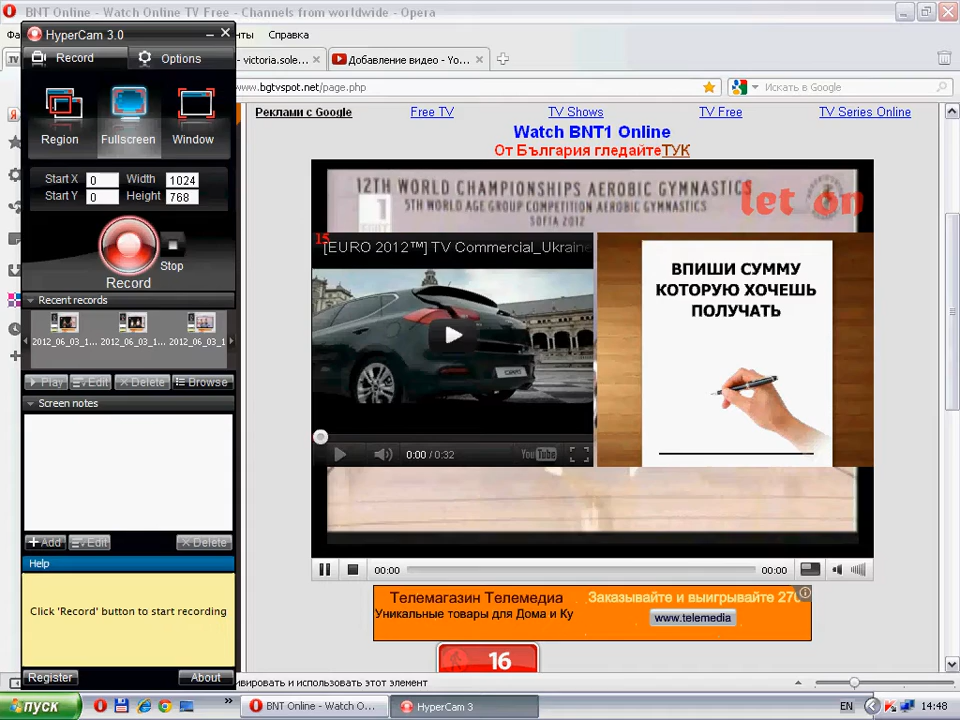 BNT Online - Watch Online TV Free - Channels from worldwide - Opera
HyperCam 3.0
Справка
Record
Options
- victoria.sole...
Добавление видео - Yo...
www.bgtvspot.net/page.php
Искать в Google
Region
Fullscreen
Window
Реклами с Google
Free TV
TV Shows
TV Free
TV Series Online
Watch BNT1 Online
От България гледайтеТУК
Start X 0 Width 1024
Start Y 0 Height 768
12TH WORLD CHAMPIONSHIPS AEROBIC GYMNASTICS
5TH WORLD AGE GROUP COMPETITION AEROBIC GYMNASTICS
SOFIA 2012
1
let on
Stop
Record
15
[EURO 2012™] TV Commercial_Ukraine
ВПИШИ СУММУ
КОТОРУЮ ХОЧЕШЬ
ПОЛУЧАТЬ
Recent records
2012_06_03_1...
2012_06_03_1...
2012_06_03_1
Play
Edit
Delete
Browse
Screen notes
0:00 / 0:32
YouTube
Add
Edit
Delete
Help
00:00
00:00
Click 'Record' button to start recording
Телемагазин Телемедиа
Уникальные товары для Дома и Ку
Заказывайте и выигрывайте 270
www.telemedia
16
Register
About
ивировать и использовать этот элемент
пуск
BNT Online - Watch O...
HyperCam 3
EN
14:48